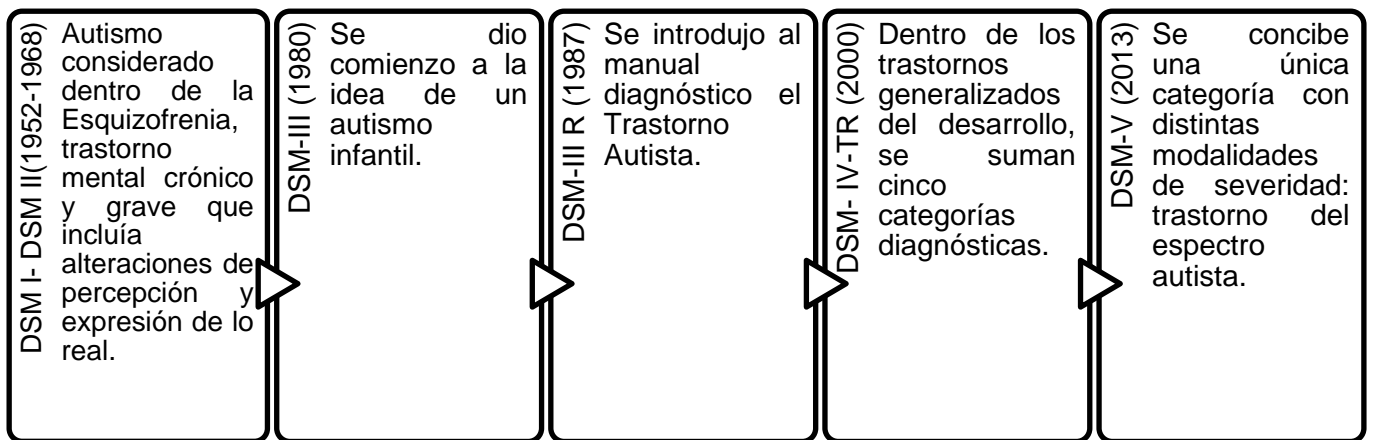 DSM I- DSM II(1952-1968)
Autismo
considerado
dentro de la
Esquizofrenia,
trastorno
mental crónico
y grave que
incluía
alteraciones de
percepción y
expresión de lo
real.
DSM-III (1980)
Se dio
comienzo a la
idea de un
autismo
infantil.
DSM-III R (1987)
Se introdujo al
manual
diagnóstico el
Trastorno
Autista.
DSM- IV-TR (2000)
Dentro de los
trastornos
generalizados
del desarrollo,
se suman
cinco
categorías
diagnósticas.
DSM-V (2013)
Se concibe
una única
categoría con
distintas
modalidades
de severidad:
trastorno del
espectro
autista.